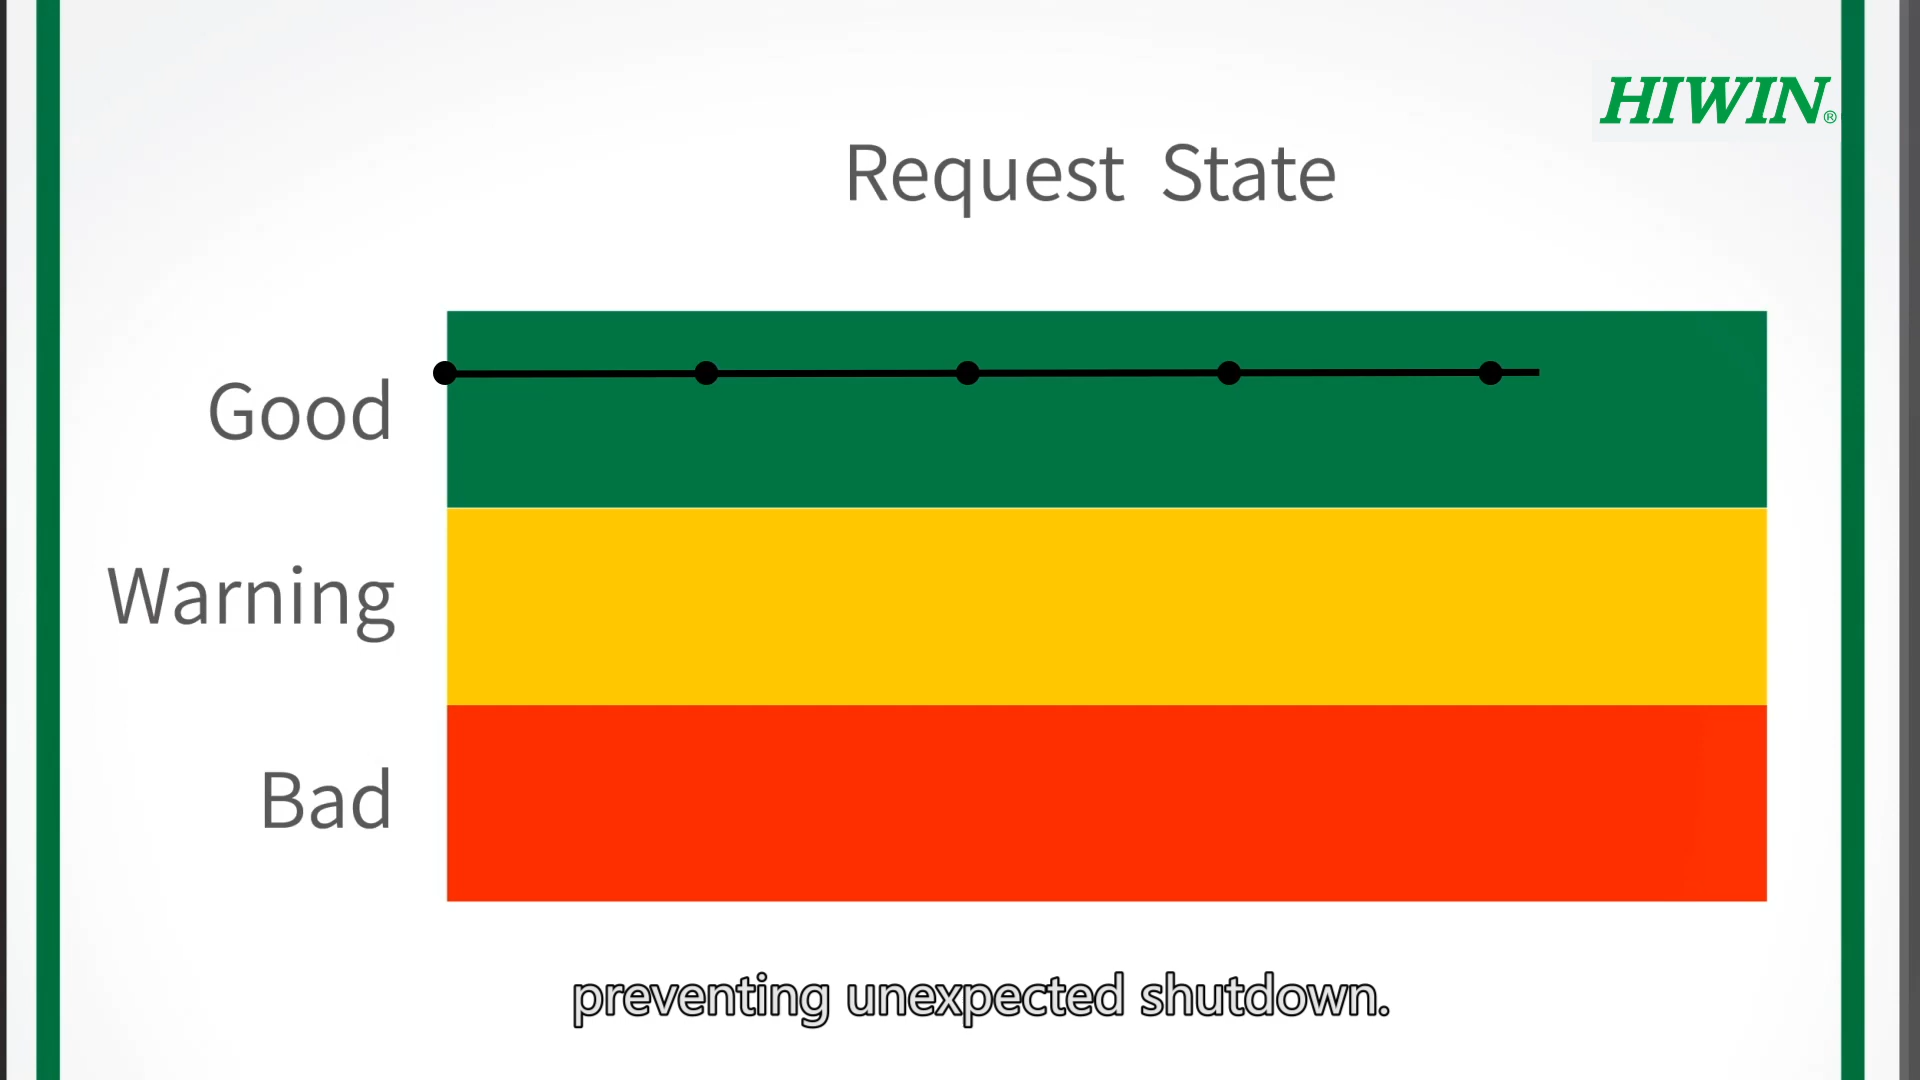 HIWIN®
Request State
Good
Warning
Bad
preventing unexpected shutdown.